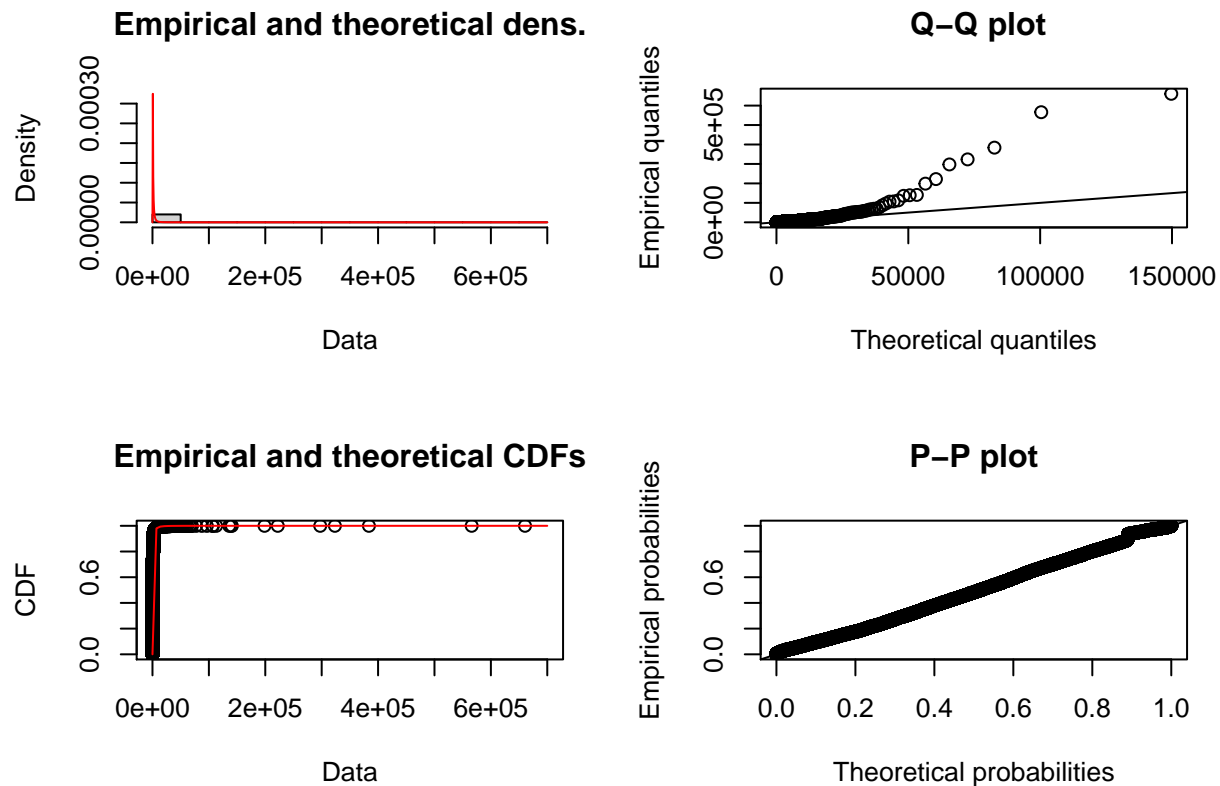 Empirical and theoretical dens.
Density
0.00000
0.00030
0e+00
2e+05
4e+05
6e+05
Data
Q−Q plot
Empirical quantiles
0e+00
5e+05
0
50000
100000
150000
Theoretical quantiles
Empirical and theoretical CDFs
CDF
0.0
0.6
0e+00
2e+05
4e+05
6e+05
Data
P−P plot
Empirical probabilities
0.0
0.6
0.0
0.2
0.4
0.6
0.8
1.0
Theoretical probabilities